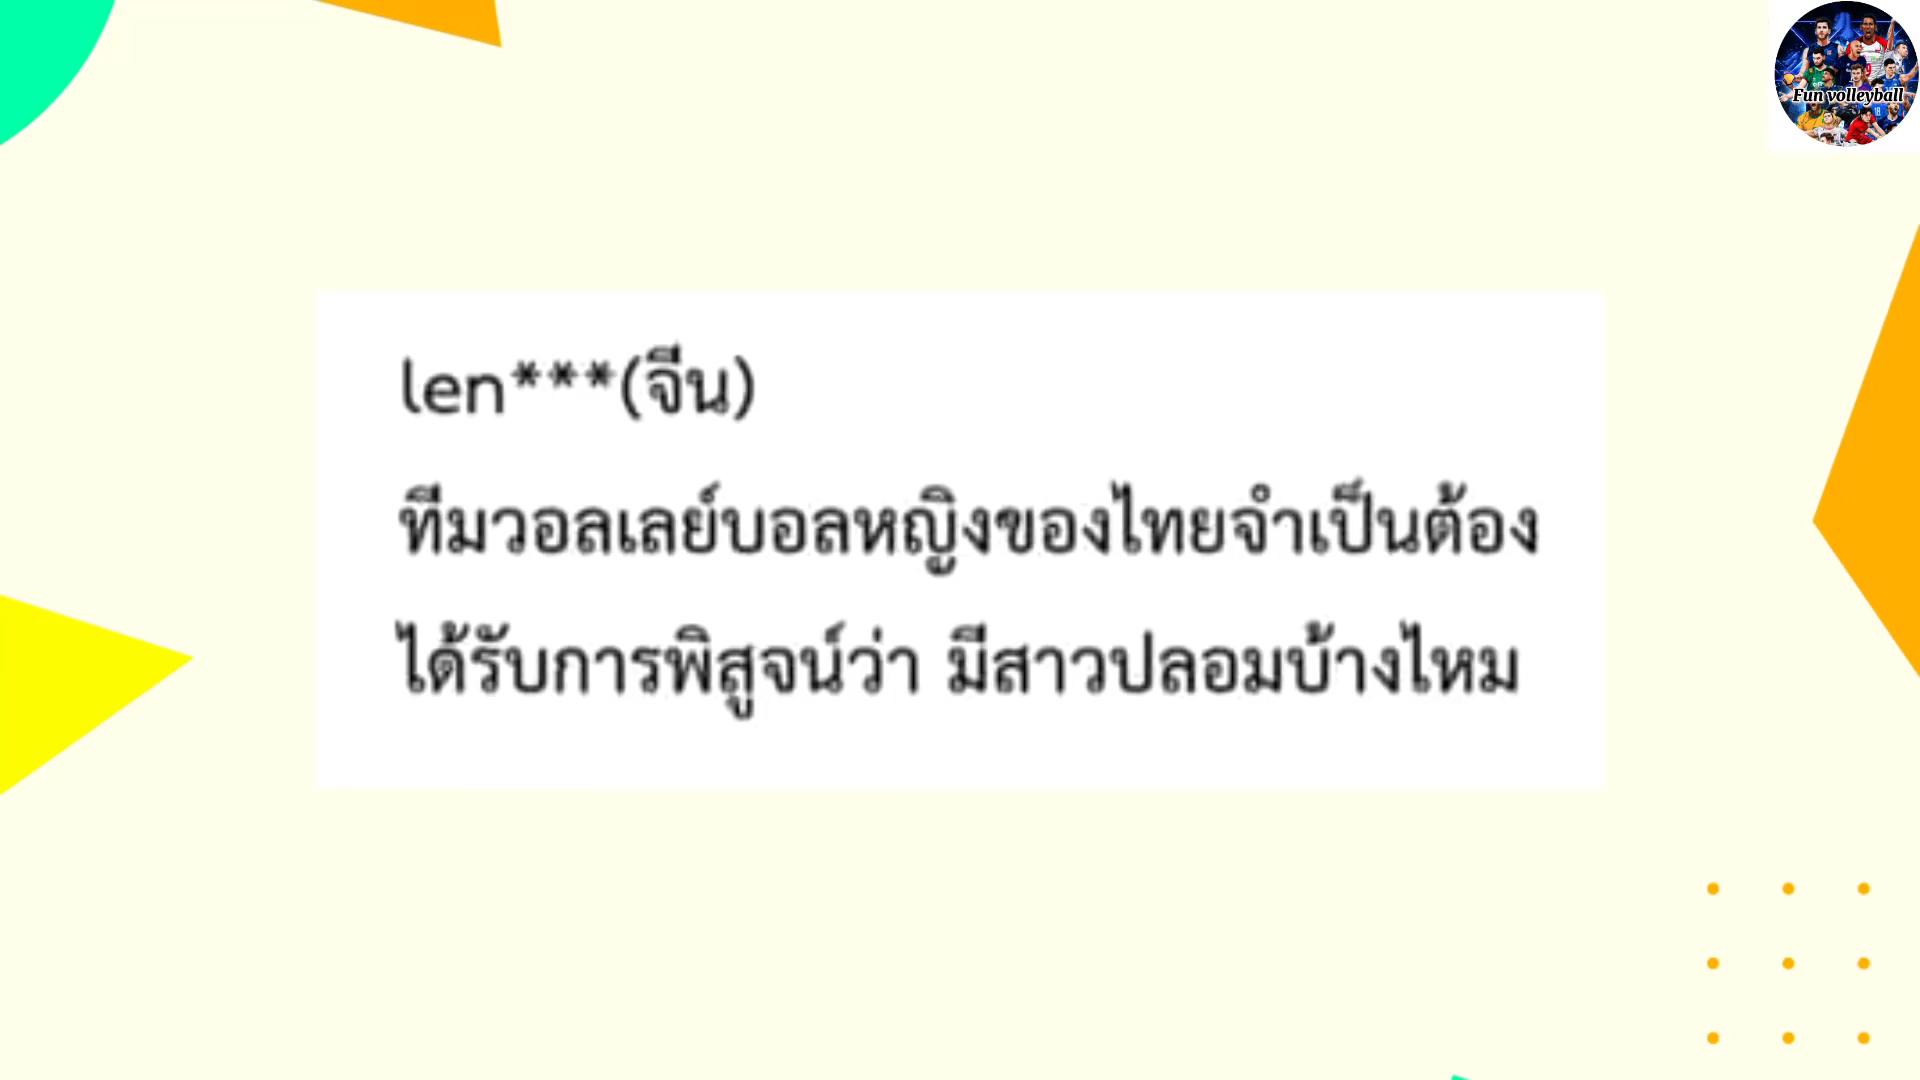 Fun volleyball
len***(จีน)
ทีมวอลเลย์บอลหญิงของไทยจำเป็นต้อง
ได้รับการพิสูจน์ว่า มีสาวปลอมบ้างไหม